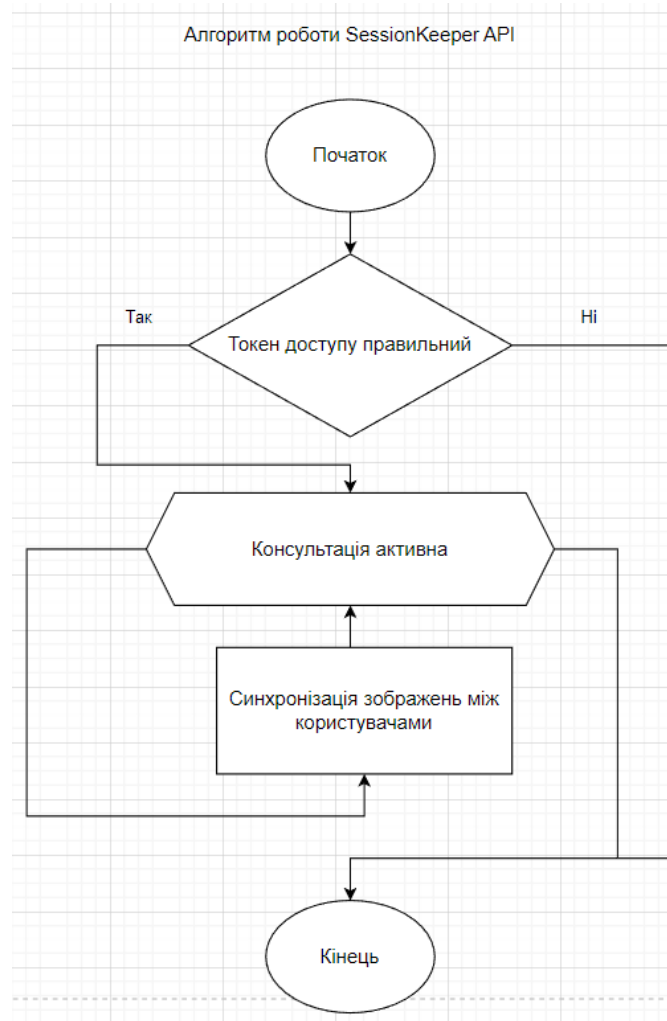 Алгоритм роботи SessionKeeper API
Початок
Так
Ні
Токен доступу правильний
Консультація активна
Синхронізація зображень між
користувачами
Кінець